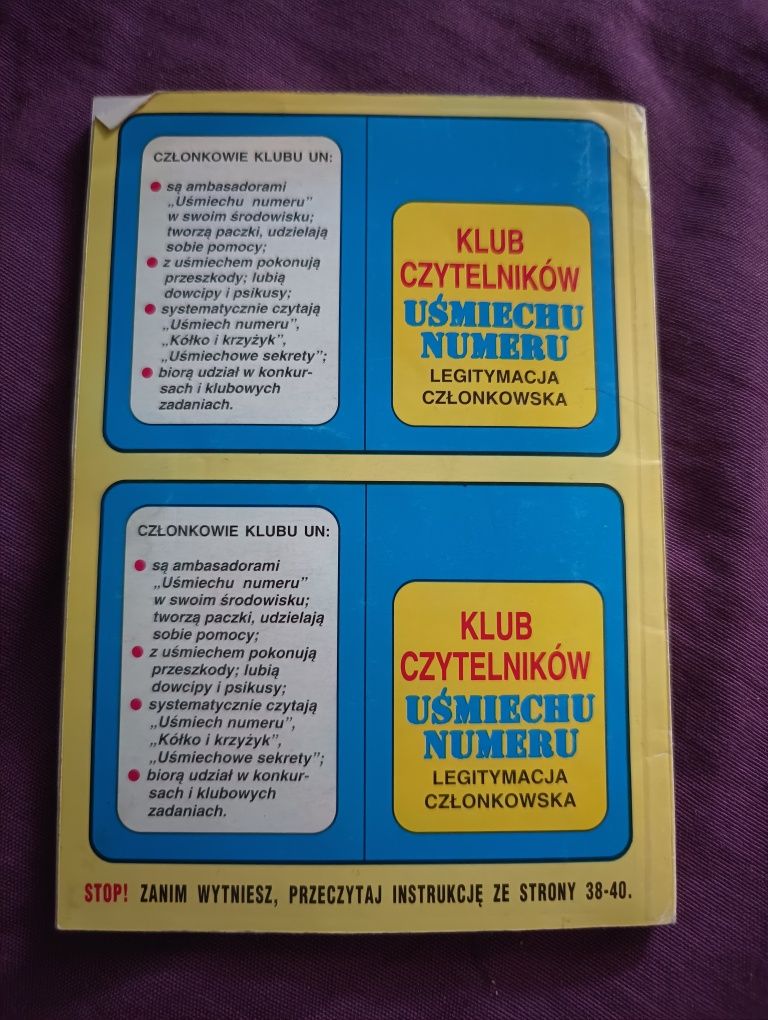 CZŁONKOWIE KLUBU UN:
są ambasadorami
„Uśmiechu numeru”
w swoim środowisku;
tworzą paczki, udzielają
sobie pomocy;
z uśmiechem pokonują
przeszkody; lubią
dowcipy i psikusy;
systematycznie czytają
„Uśmiech numeru”,
„Kółko i krzyżyk”,
„Uśmiechowe sekrety”;
biorą udział w konkur-
sach i klubowych
zadaniach.
KLUB
CZYTELNIKÓW
UŚMIECHU
NUMERU
LEGITYMACJA
CZŁONKOWSKA
CZŁONKOWIE KLUBU UN:
są ambasadorami
„Uśmiechu numeru”
w swoim środowisku;
tworzą paczki, udzielają
sobie pomocy;
z uśmiechem pokonują
przeszkody; lubią
dowcipy i psikusy;
systematycznie czytają
„Uśmiech numeru”,
„Kółko i krzyżyk”,
„Uśmiechowe sekrety”;
biorą udział w konkur-
sach i klubowych
zadaniach.
KLUB
CZYTELNIKÓW
UŚMIECHU
NUMERU
LEGITYMACJA
CZŁONKOWSKA
STOP! ZANIM WYTNIESZ, PRZECZYTAJ INSTRUKCJĘ ZE STRONY 38-40.